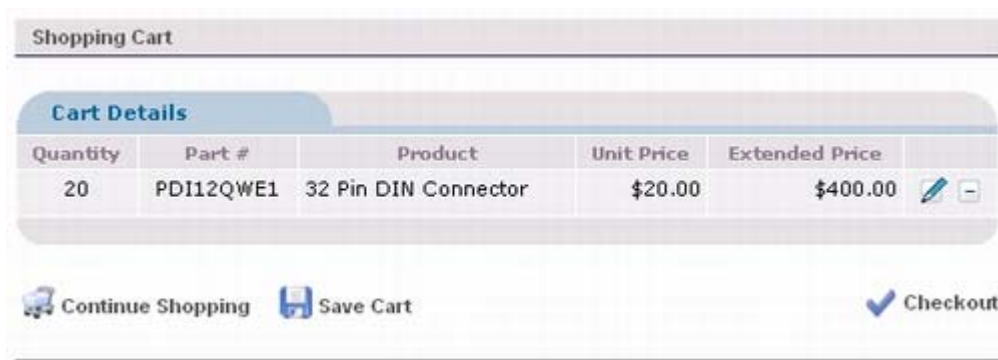 Shopping Cart
Cart Details
Quantity Part # Product Unit Price Extended Price
20 PDI12QWE1 32 Pin DIN Connector $20.00 $400.00
Continue Shopping Save Cart Checkout